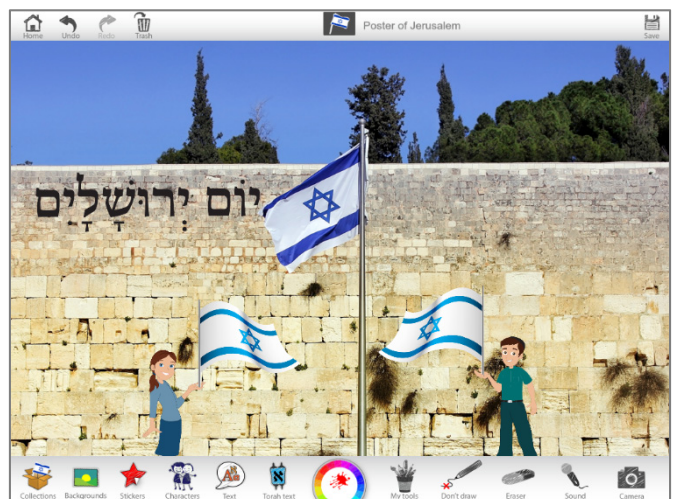 Home Undo Redo Trash Poster of Jerusalem Save
יוֹם יְרוּשָׁלַיִם
Collections Backgrounds Stickers Characters Text Torah text My tools Don't draw Eraser Sound Camera